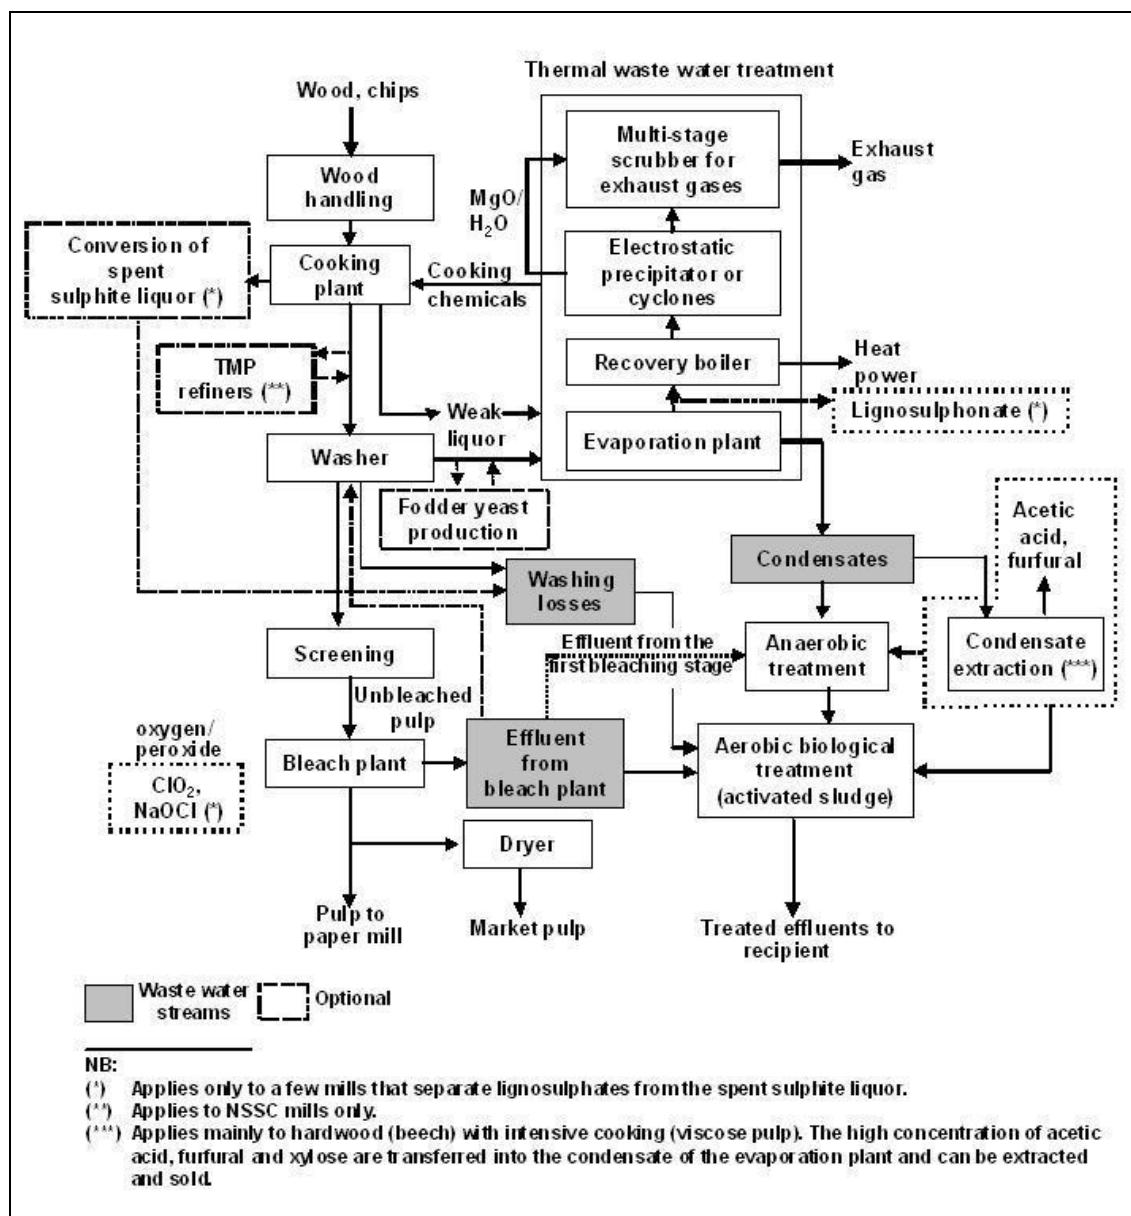 Thermal waste water treatment
Wood, chips
Multi-stage
scrubber for
exhaust gases
Exhaust
gas
Wood
handling
MgO/
H₂O
Conversion of
spent
sulphite liquor (*)
Cooking
plant
Cooking
chemicals
Electrostatic
precipitator or
cyclones
TMP
refiners (**)
Recovery boiler
Heat
power
Weak
liquor
Lignosulphonate (*)
Evaporation plant
Washer
Fodder yeast
production
Acetic
acid,
furfural
Washing
losses
Condensates
Screening
Effluent from the
first bleaching stage
Anaerobic
treatment
Condensate
extraction (***)
Unbleached
pulp
oxygen/
peroxide
Bleach plant
ClO₂,
NaOCl (*)
Effluent
from
bleach plant
Aerobic biological
treatment
(activated sludge)
Dryer
Pulp to
paper mill
Market pulp
Treated effluents to
recipient
Waste water
streams
Optional
NB:
(*) Applies only to a few mills that separate lignosulphates from the spent sulphite liquor.
(**) Applies to NSSC mills only.
(***) Applies mainly to hardwood (beech) with intensive cooking (viscose pulp). The high concentration of acetic
acid, furfural and xylose are transferred into the condensate of the evaporation plant and can be extracted
and sold.